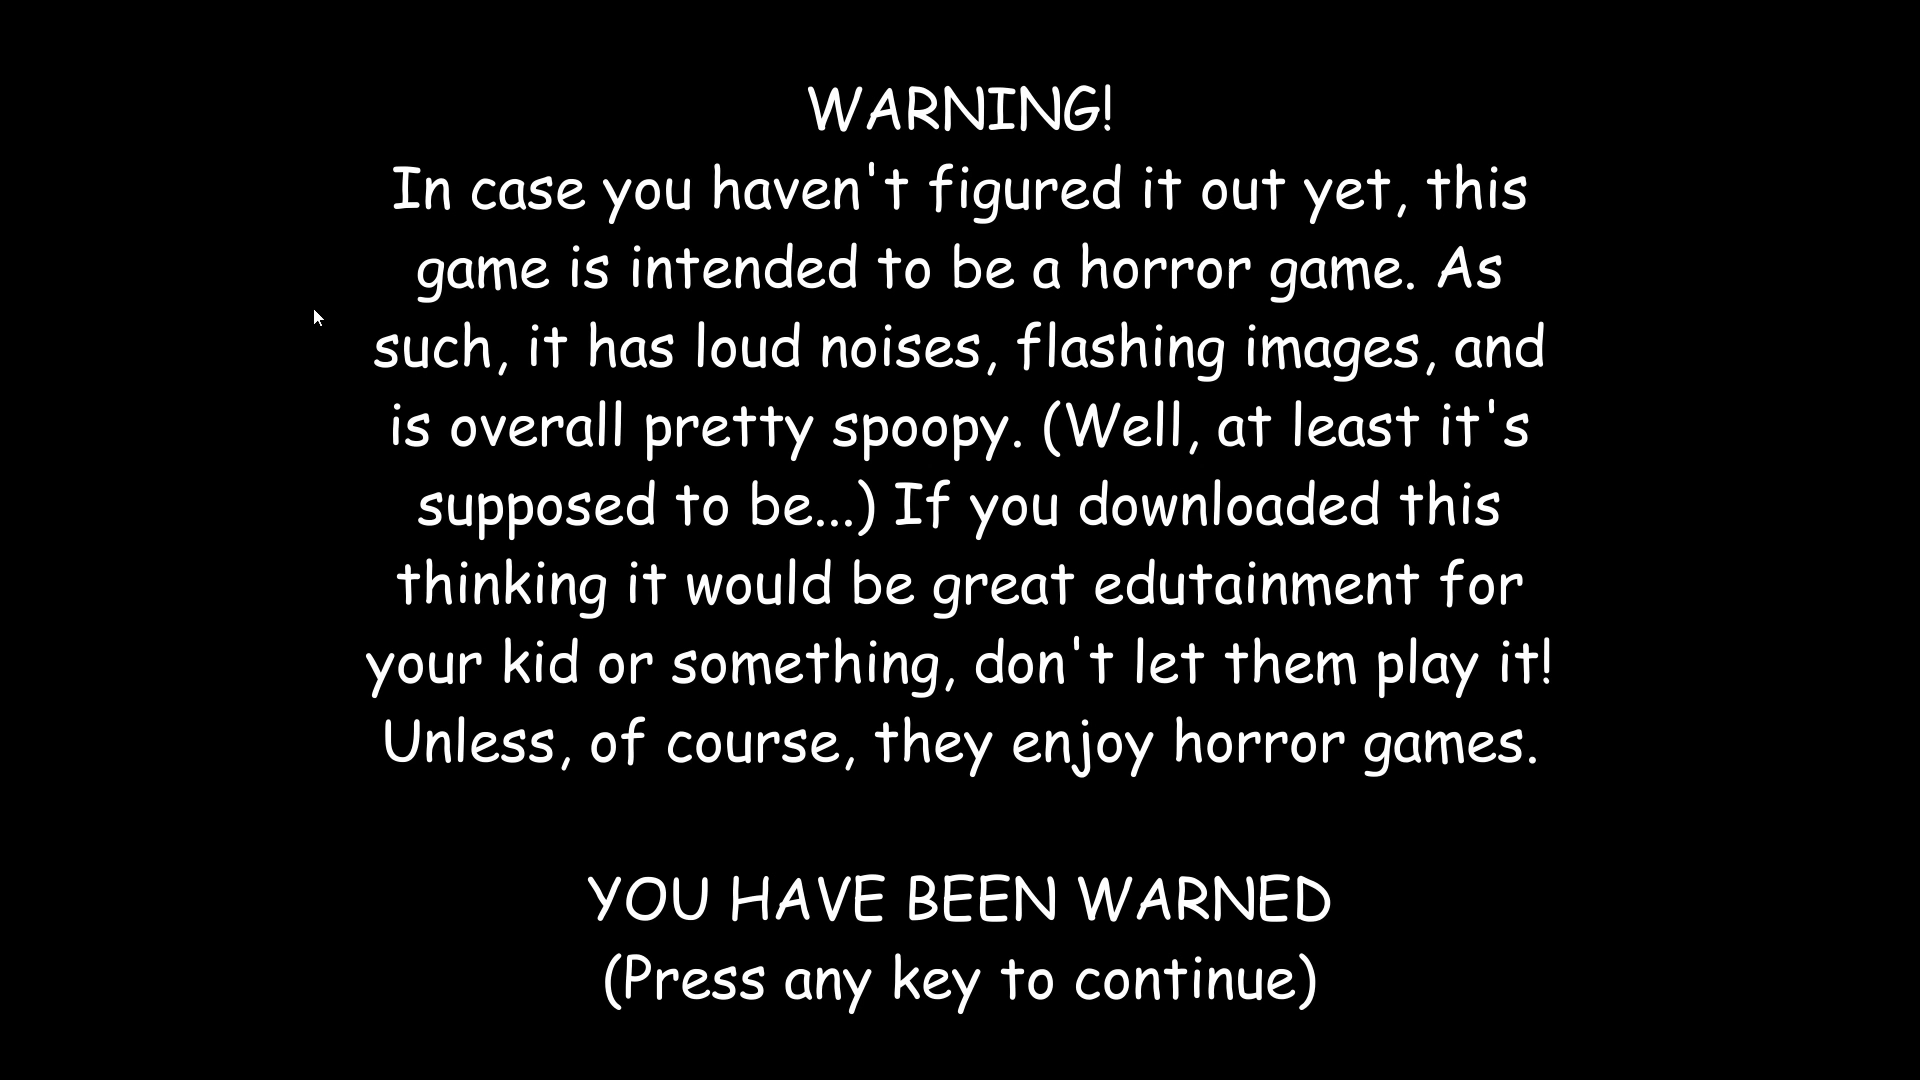 WARNING!
In case you haven't figured it out yet, this
game is intended to be a horror game. As
such, it has loud noises, flashing images, and
is overall pretty spoopy. (Well, at least it's
supposed to be...) If you downloaded this
thinking it would be great edutainment for
your kid or something, don't let them play it!
Unless, of course, they enjoy horror games.
YOU HAVE BEEN WARNED
(Press any key to continue)